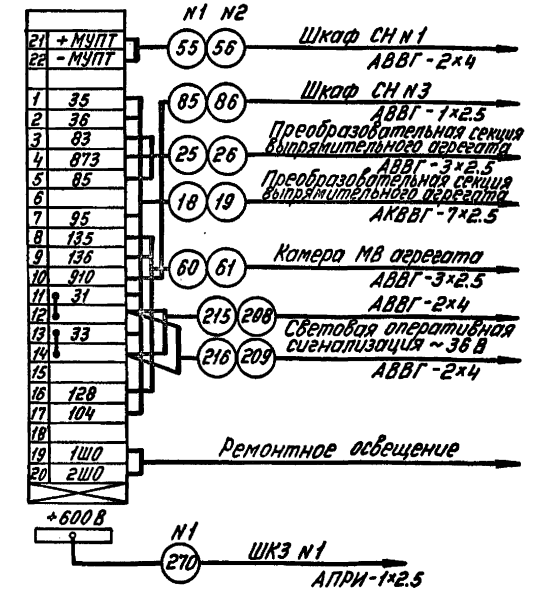 N1 N2
21 + МУПТ
22 - МУПТ
55 56 Шкаф СН N1
АВВГ-2×4
1 35
2 36
3 83
4 873
5 85
6
7 95
8 135
9 136
10 910
11 31
12
13 33
14
15
16 128
17 104
18
19 1ШО
20 2ШО
85 86 Шкаф СН N3
АВВГ-1×2.5
Преобразовательная секция
выпрямительного агрегата
25 26
АВВГ-3×2.5
Преобразовательная секция
выпрямительного агрегата
18 19
АКВВГ-7×2.5
60 61 Камера МВ агрегата
АВВГ-3×2.5
215 208
АВВГ-2×4
Световая оперативная
сигнализация ~36 В
216 209
АВВГ-2×4
Ремонтное освещение
+600 В
N1
270 ШКЗ N1
АПРИ-1×2.5